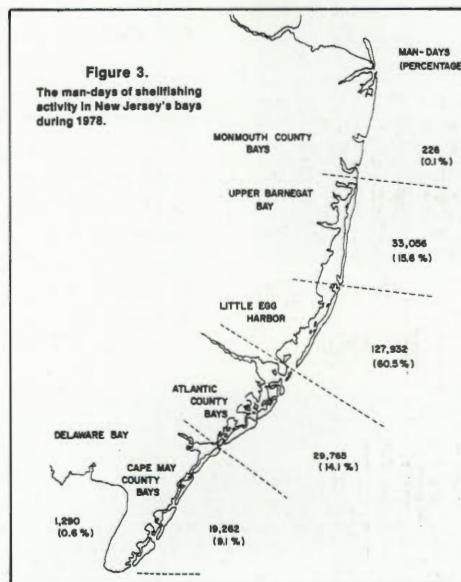 Figure 3.
The man-days of shellfishing
activity in New Jersey's bays
during 1978.
MAN-DAYS
(PERCENTAGE
MONMOUTH COUNTY
BAYS
226
(0.1%)
UPPER BARNEGAT
BAY
33,056
(15.6%)
LITTLE EGG
HARBOR
127,932
(60.5%)
ATLANTIC
COUNTY
BAYS
29,765
(14.1%)
DELAWARE BAY
CAPE MAY
COUNTY
BAYS
1,290
(0.6%)
19,262
(9.1%)